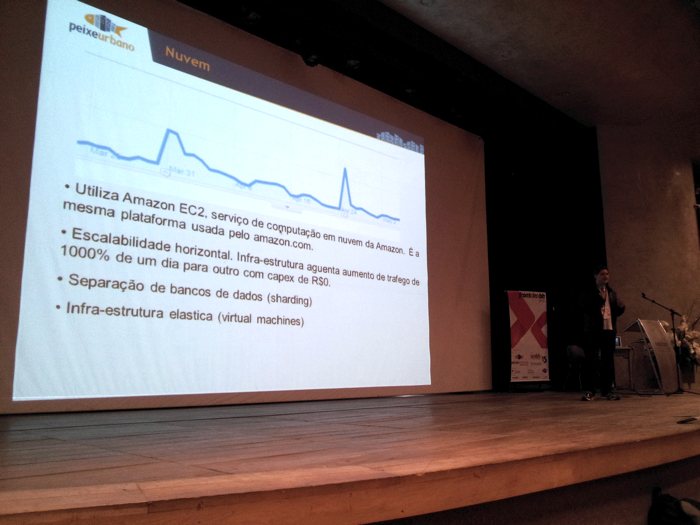 peixeurbano
Nuvem
Mar 31
• Utiliza Amazon EC2, serviço de computação em nuvem da Amazon. É a
mesma plataforma usada pelo amazon.com.
• Escalabilidade horizontal. Infra-estrutura aguenta aumento de trafego de
1000% de um dia para outro com capex de R$0.
• Separação de bancos de dados (sharding)
• Infra-estrutura elastica (virtual machines)